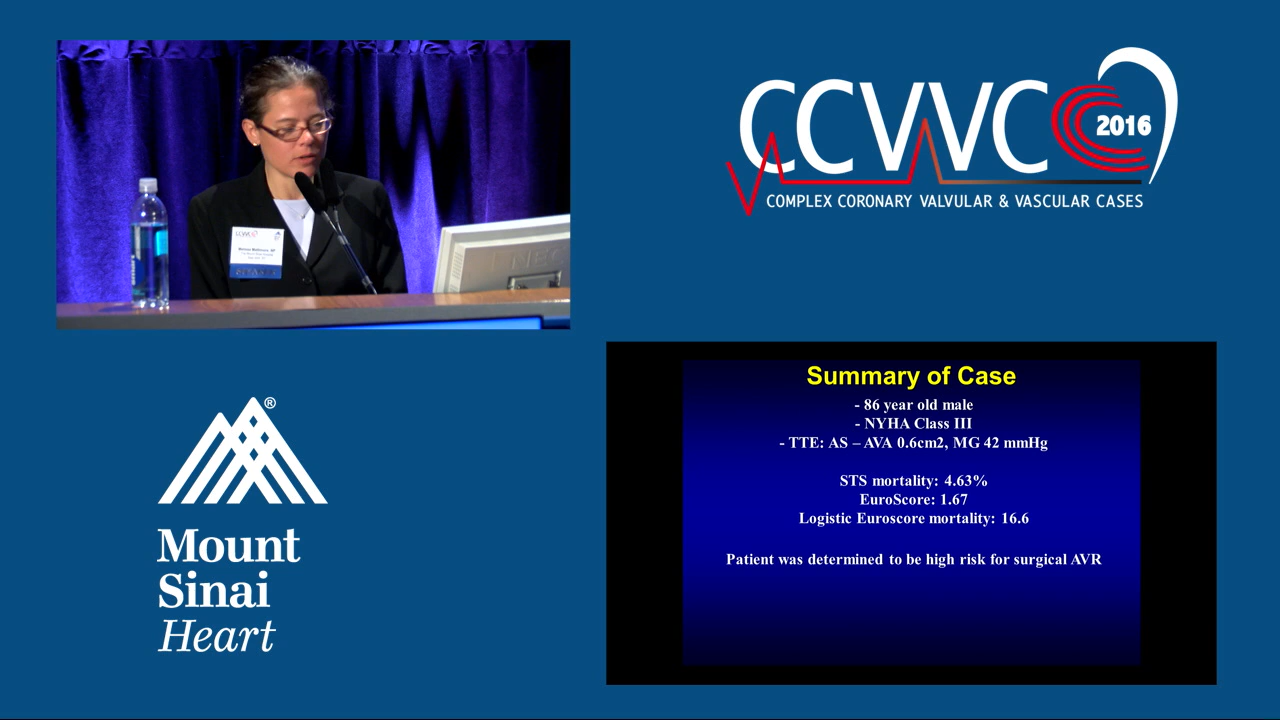 CCVVC
2016
COMPLEX CORONARY VALVULAR & VASCULAR CASES
Mount
Sinai
Heart
®
Summary of Case
- 86 year old male
- NYHA Class III
- TTE: AS – AVA 0.6cm2, MG 42 mmHg
STS mortality: 4.63%
EuroScore: 1.67
Logistic Euroscore mortality: 16.6
Patient was determined to be high risk for surgical AVR